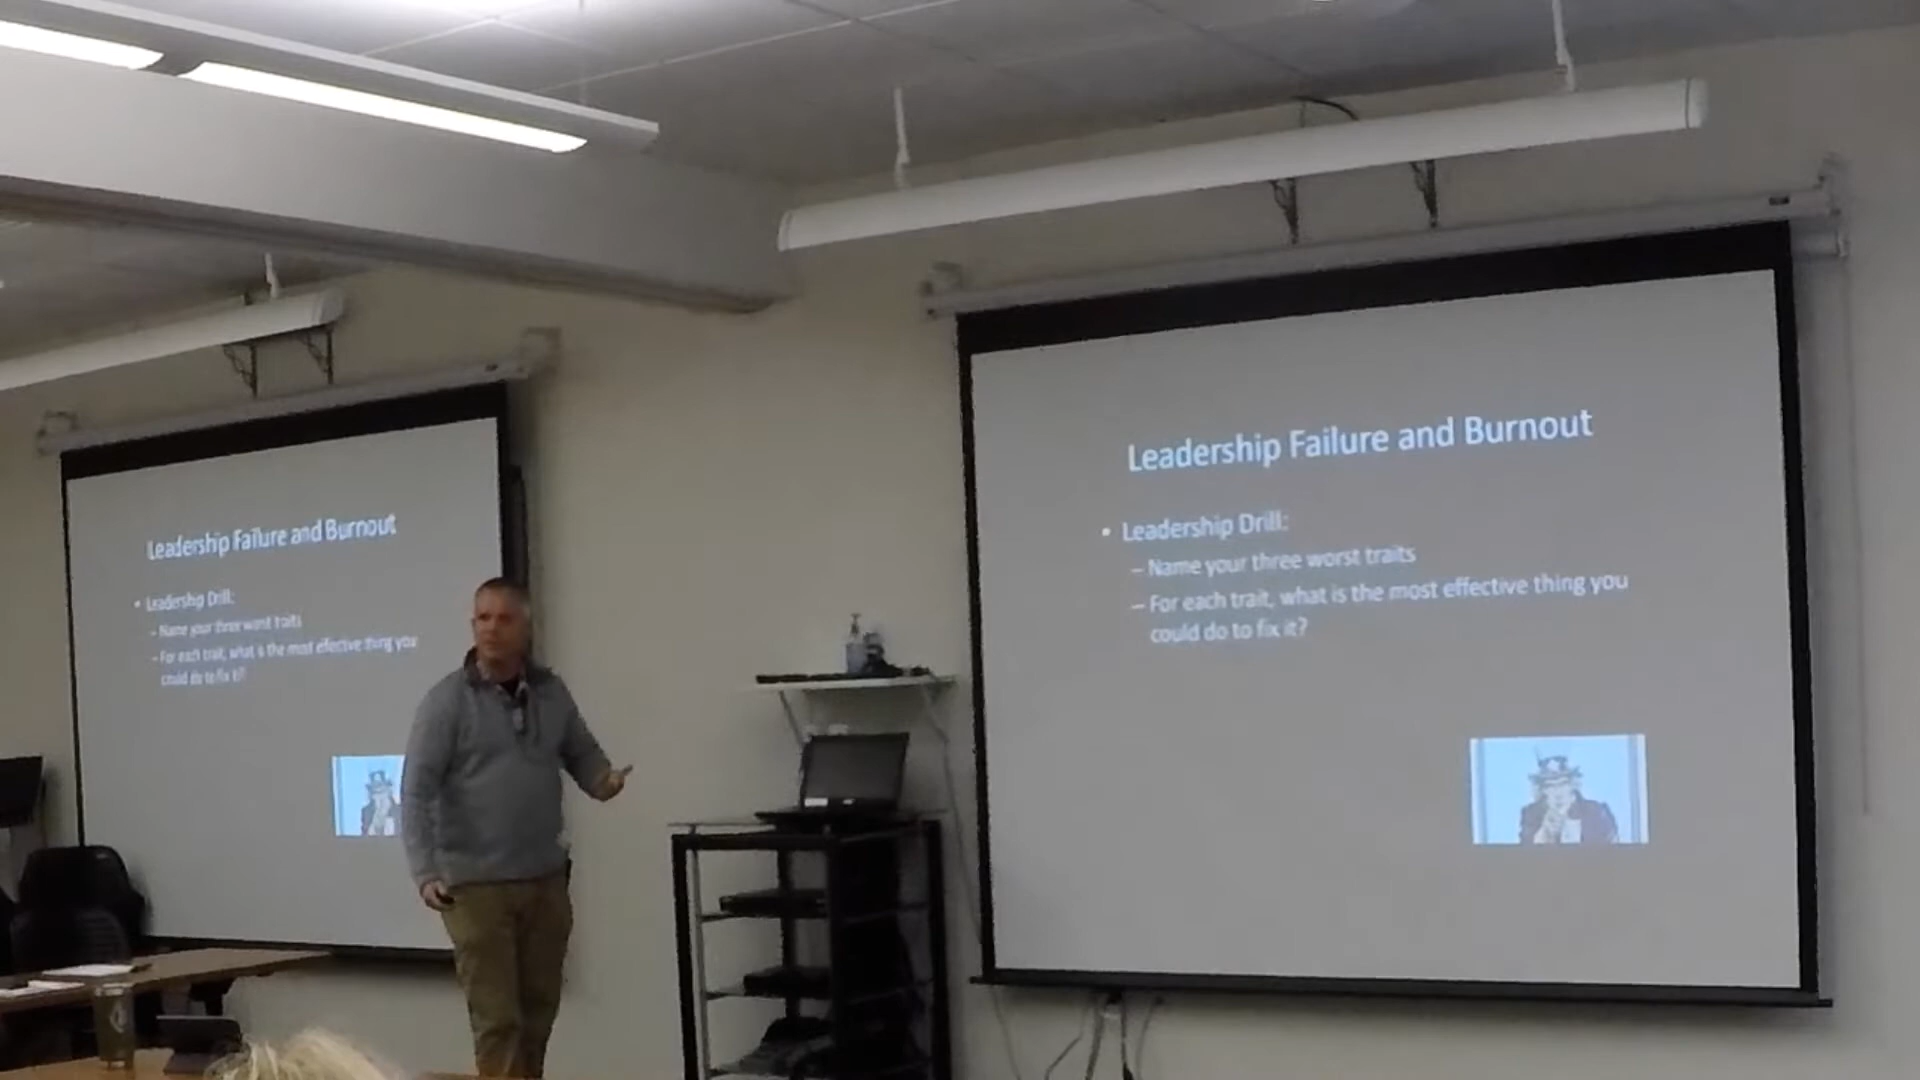 Leadership Failure and Burnout
• Leadership Drill:
– Name your three worst traits
– For each trait, what is the most effective thing you
could do to fix it?
Leadership Failure and Burnout
• Leadership Drill:
– Name your three worst traits
– For each trait, what is the most effective thing you
could do to fix it?